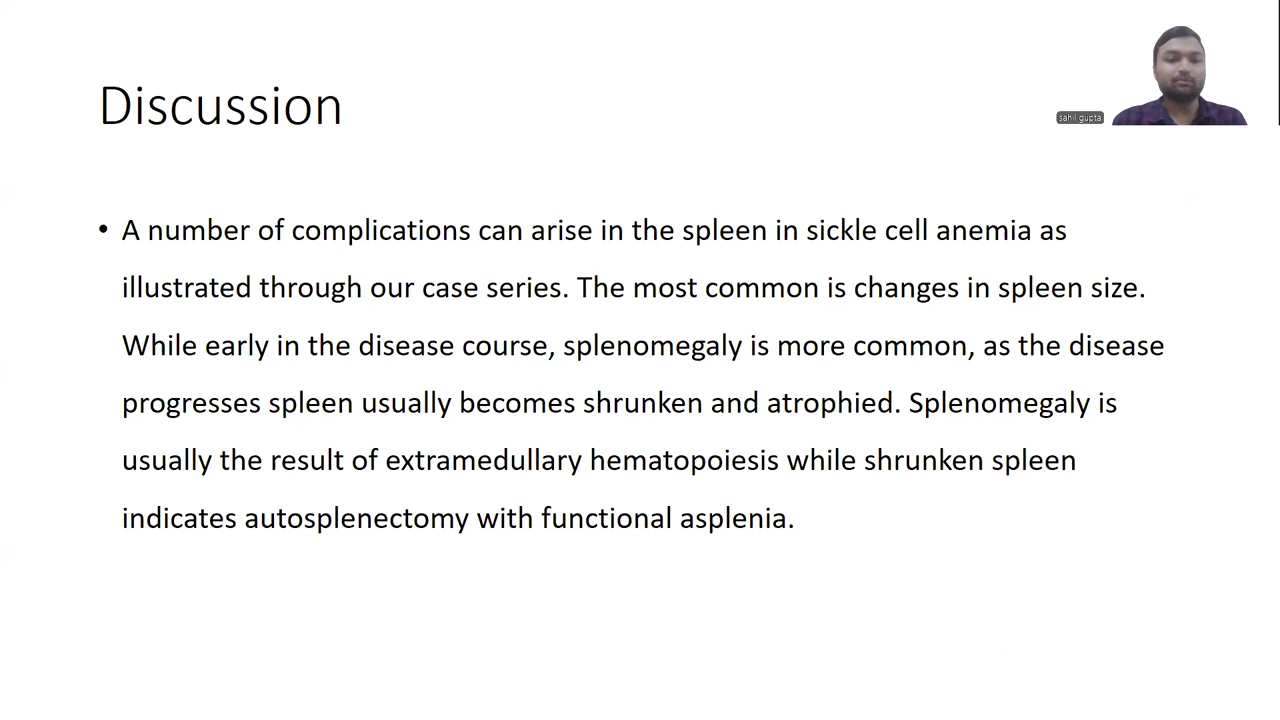 Discussion
sahil gupta
• A number of complications can arise in the spleen in sickle cell anemia as
illustrated through our case series. The most common is changes in spleen size.
While early in the disease course, splenomegaly is more common, as the disease
progresses spleen usually becomes shrunken and atrophied. Splenomegaly is
usually the result of extramedullary hematopoiesis while shrunken spleen
indicates autosplenectomy with functional asplenia.